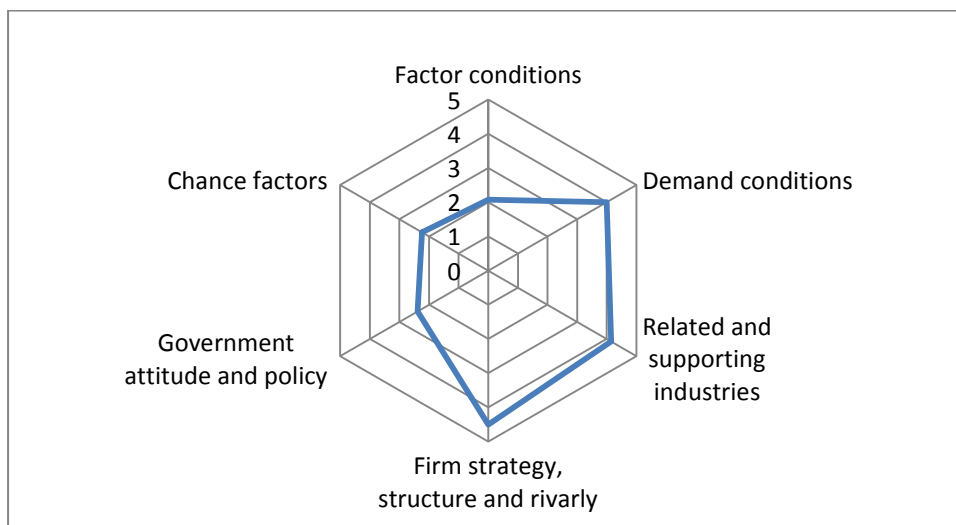 Factor conditions
5
4
3
2
1
0
Chance factors
Demand conditions
Government
attitude and policy
Related and
supporting
industries
Firm strategy,
structure and rivarly